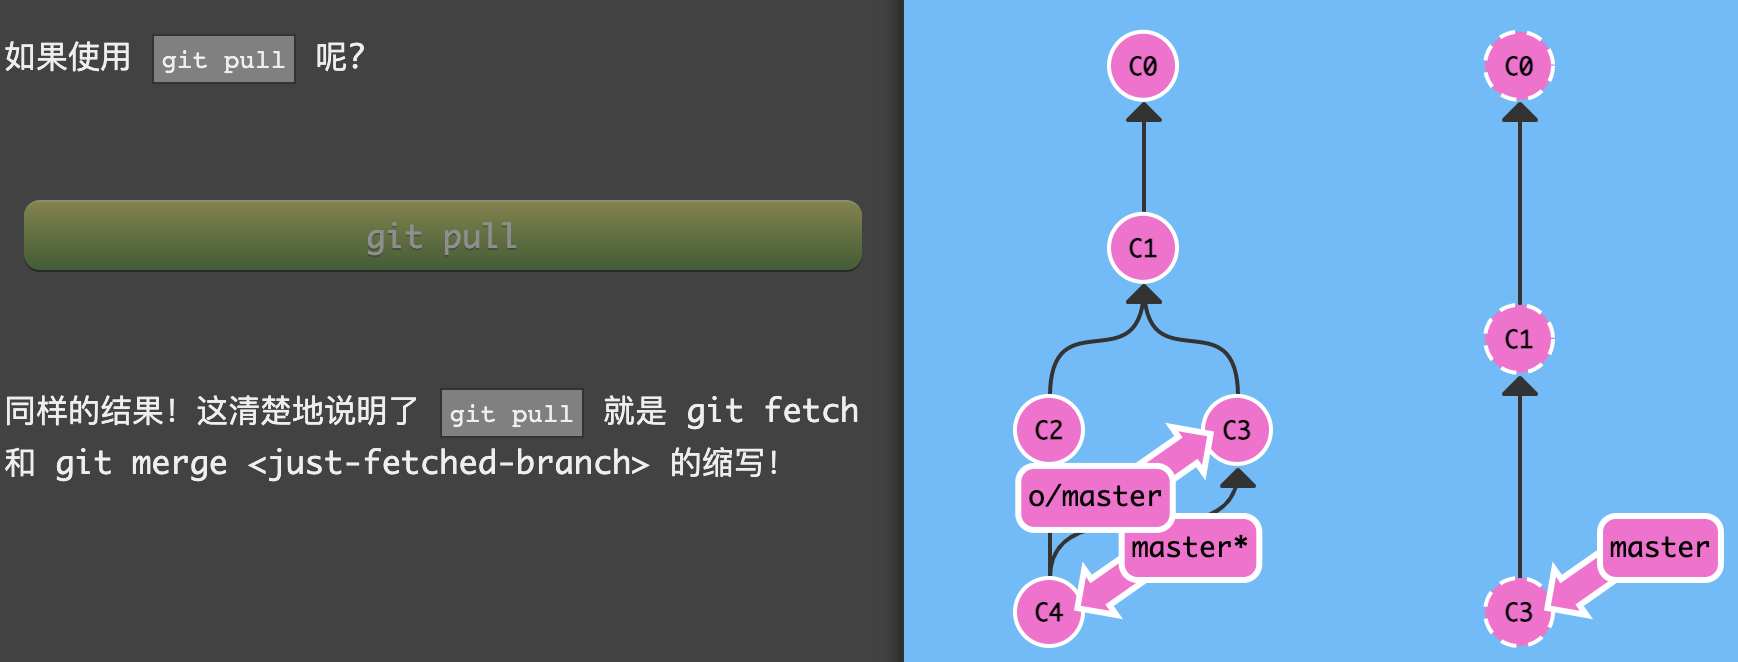 如果使用 git pull 呢？
git pull
同样的结果！这清楚地说明了 git pull 就是 git fetch
和 git merge <just-fetched-branch> 的缩写！
C0
C1
C2
C3
o/master
master*
C4
C0
C1
master
C3